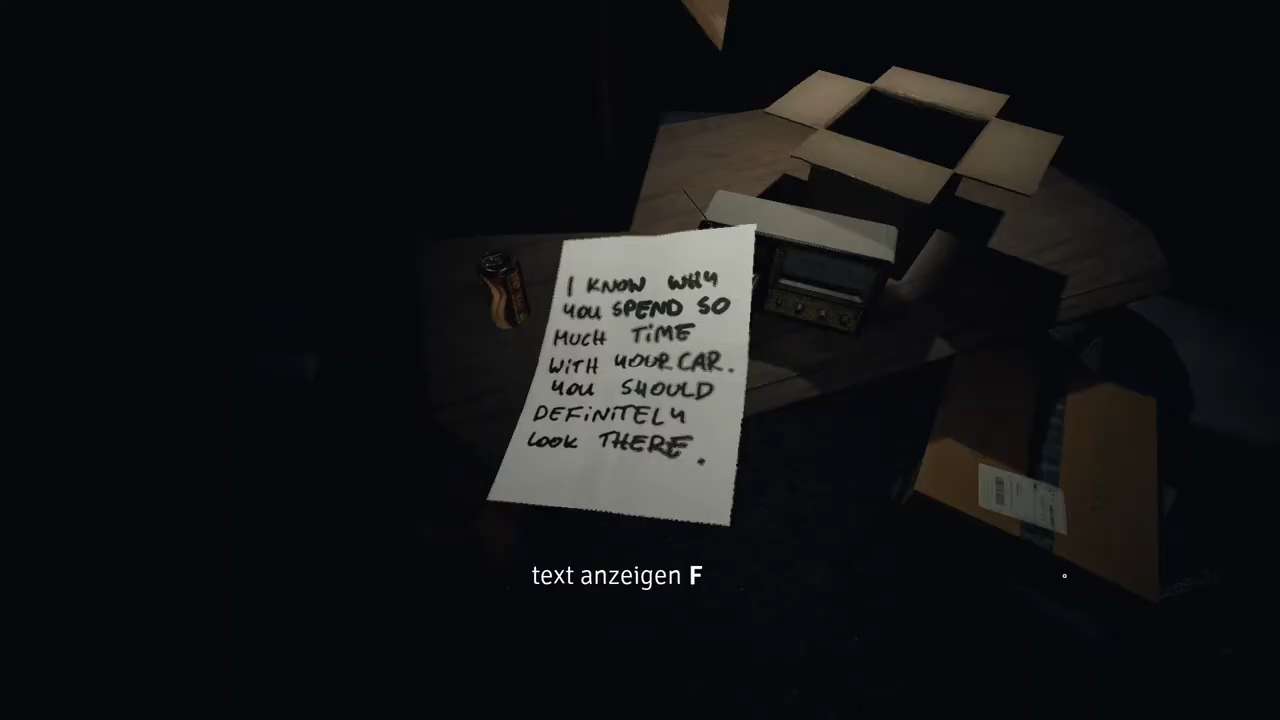 I KNOW WHY
YOU SPEND SO
MUCH TiME
WiTH YOUR CAR.
YOU SHOULD
DEFiNiTELY
LOOK THERE.
text anzeigen F